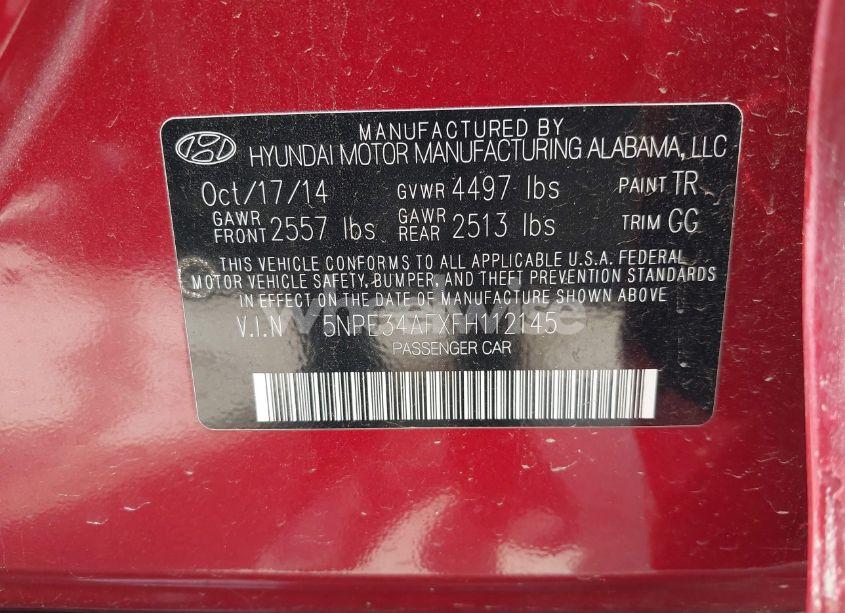 MANUFACTURED BY
HYUNDAI MOTOR MANUFACTURING ALABAMA, LLC
Oct/17/14 GVWR 4497 lbs PAINT TR
GAWR FRONT 2557 lbs GAWR REAR 2513 lbs TRIM GG
THIS VEHICLE CONFORMS TO ALL APPLICABLE U.S.A. FEDERAL
MOTOR VEHICLE SAFETY, BUMPER, AND THEFT PREVENTION STANDARDS
IN EFFECT ON THE DATE OF MANUFACTURE SHOWN ABOVE.
V.I.N 5NPE34AFXFH112145
PASSENGER CAR